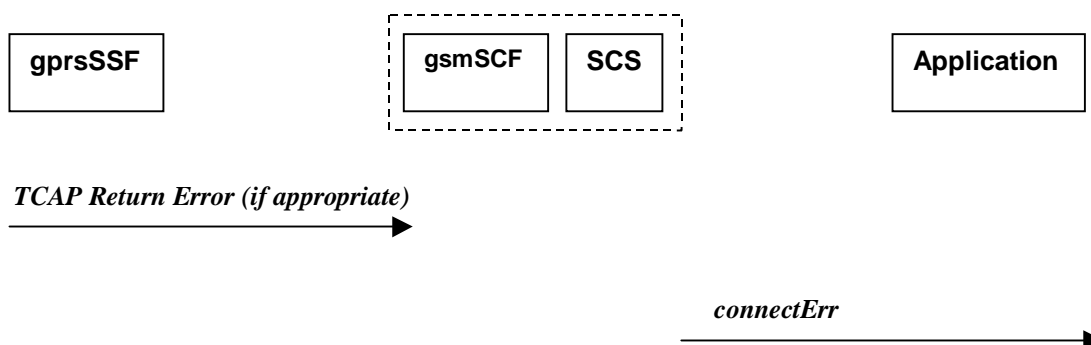 gprsSSF
gsmSCF
SCS
Application
TCAP Return Error (if appropriate)
connectErr